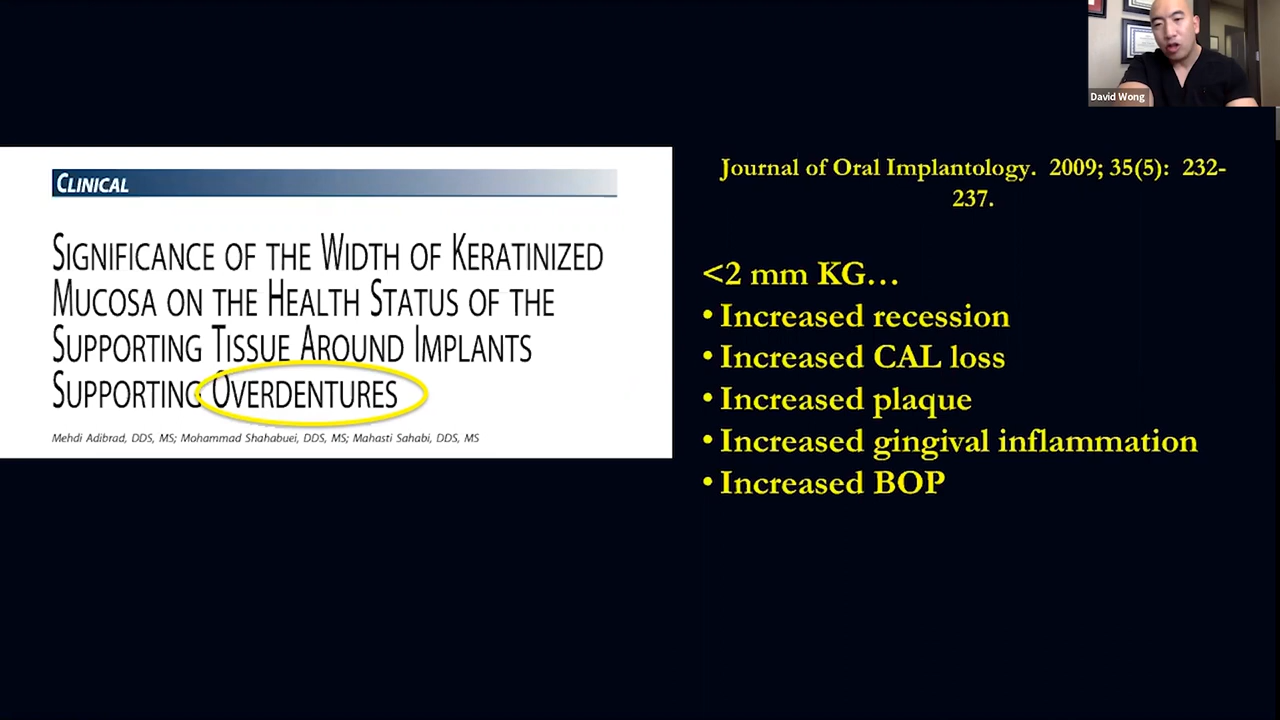 David Wong
CLINICAL
SIGNIFICANCE OF THE WIDTH OF KERATINIZED
MUCOSA ON THE HEALTH STATUS OF THE
SUPPORTING TISSUE AROUND IMPLANTS
SUPPORTING OVERDENTURES
Mehdi Adibrad, DDS, MS; Mohammad Shahabuei, DDS, MS; Mahasti Sahabi, DDS, MS
Journal of Oral Implantology. 2009; 35(5): 232-
237.
<2 mm KG…
• Increased recession
• Increased CAL loss
• Increased plaque
• Increased gingival inflammation
• Increased BOP